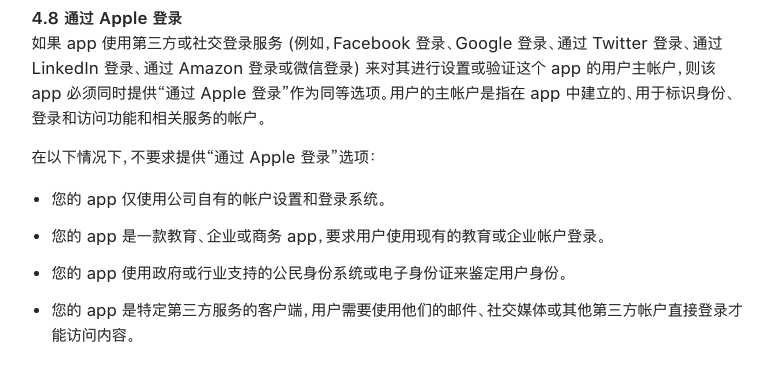 4.8 通过 Apple 登录
如果 app 使用第三方或社交登录服务 (例如，Facebook 登录、Google 登录、通过 Twitter 登录、通过
LinkedIn 登录、通过 Amazon 登录或微信登录) 来对其进行设置或验证这个 app 的用户主帐户，则该
app 必须同时提供“通过 Apple 登录”作为同等选项。用户的主帐户是指在 app 中建立的、用于标识身份、
登录和访问功能和相关服务的帐户。
在以下情况下，不要求提供“通过 Apple 登录”选项：
• 您的 app 仅使用公司自有的帐户设置和登录系统。
• 您的 app 是一款教育、企业或商务 app，要求用户使用现有的教育或企业帐户登录。
• 您的 app 使用政府或行业支持的公民身份系统或电子身份证来鉴定用户身份。
• 您的 app 是特定第三方服务的客户端，用户需要使用他们的邮件、社交媒体或其他第三方帐户直接登录才
能访问内容。